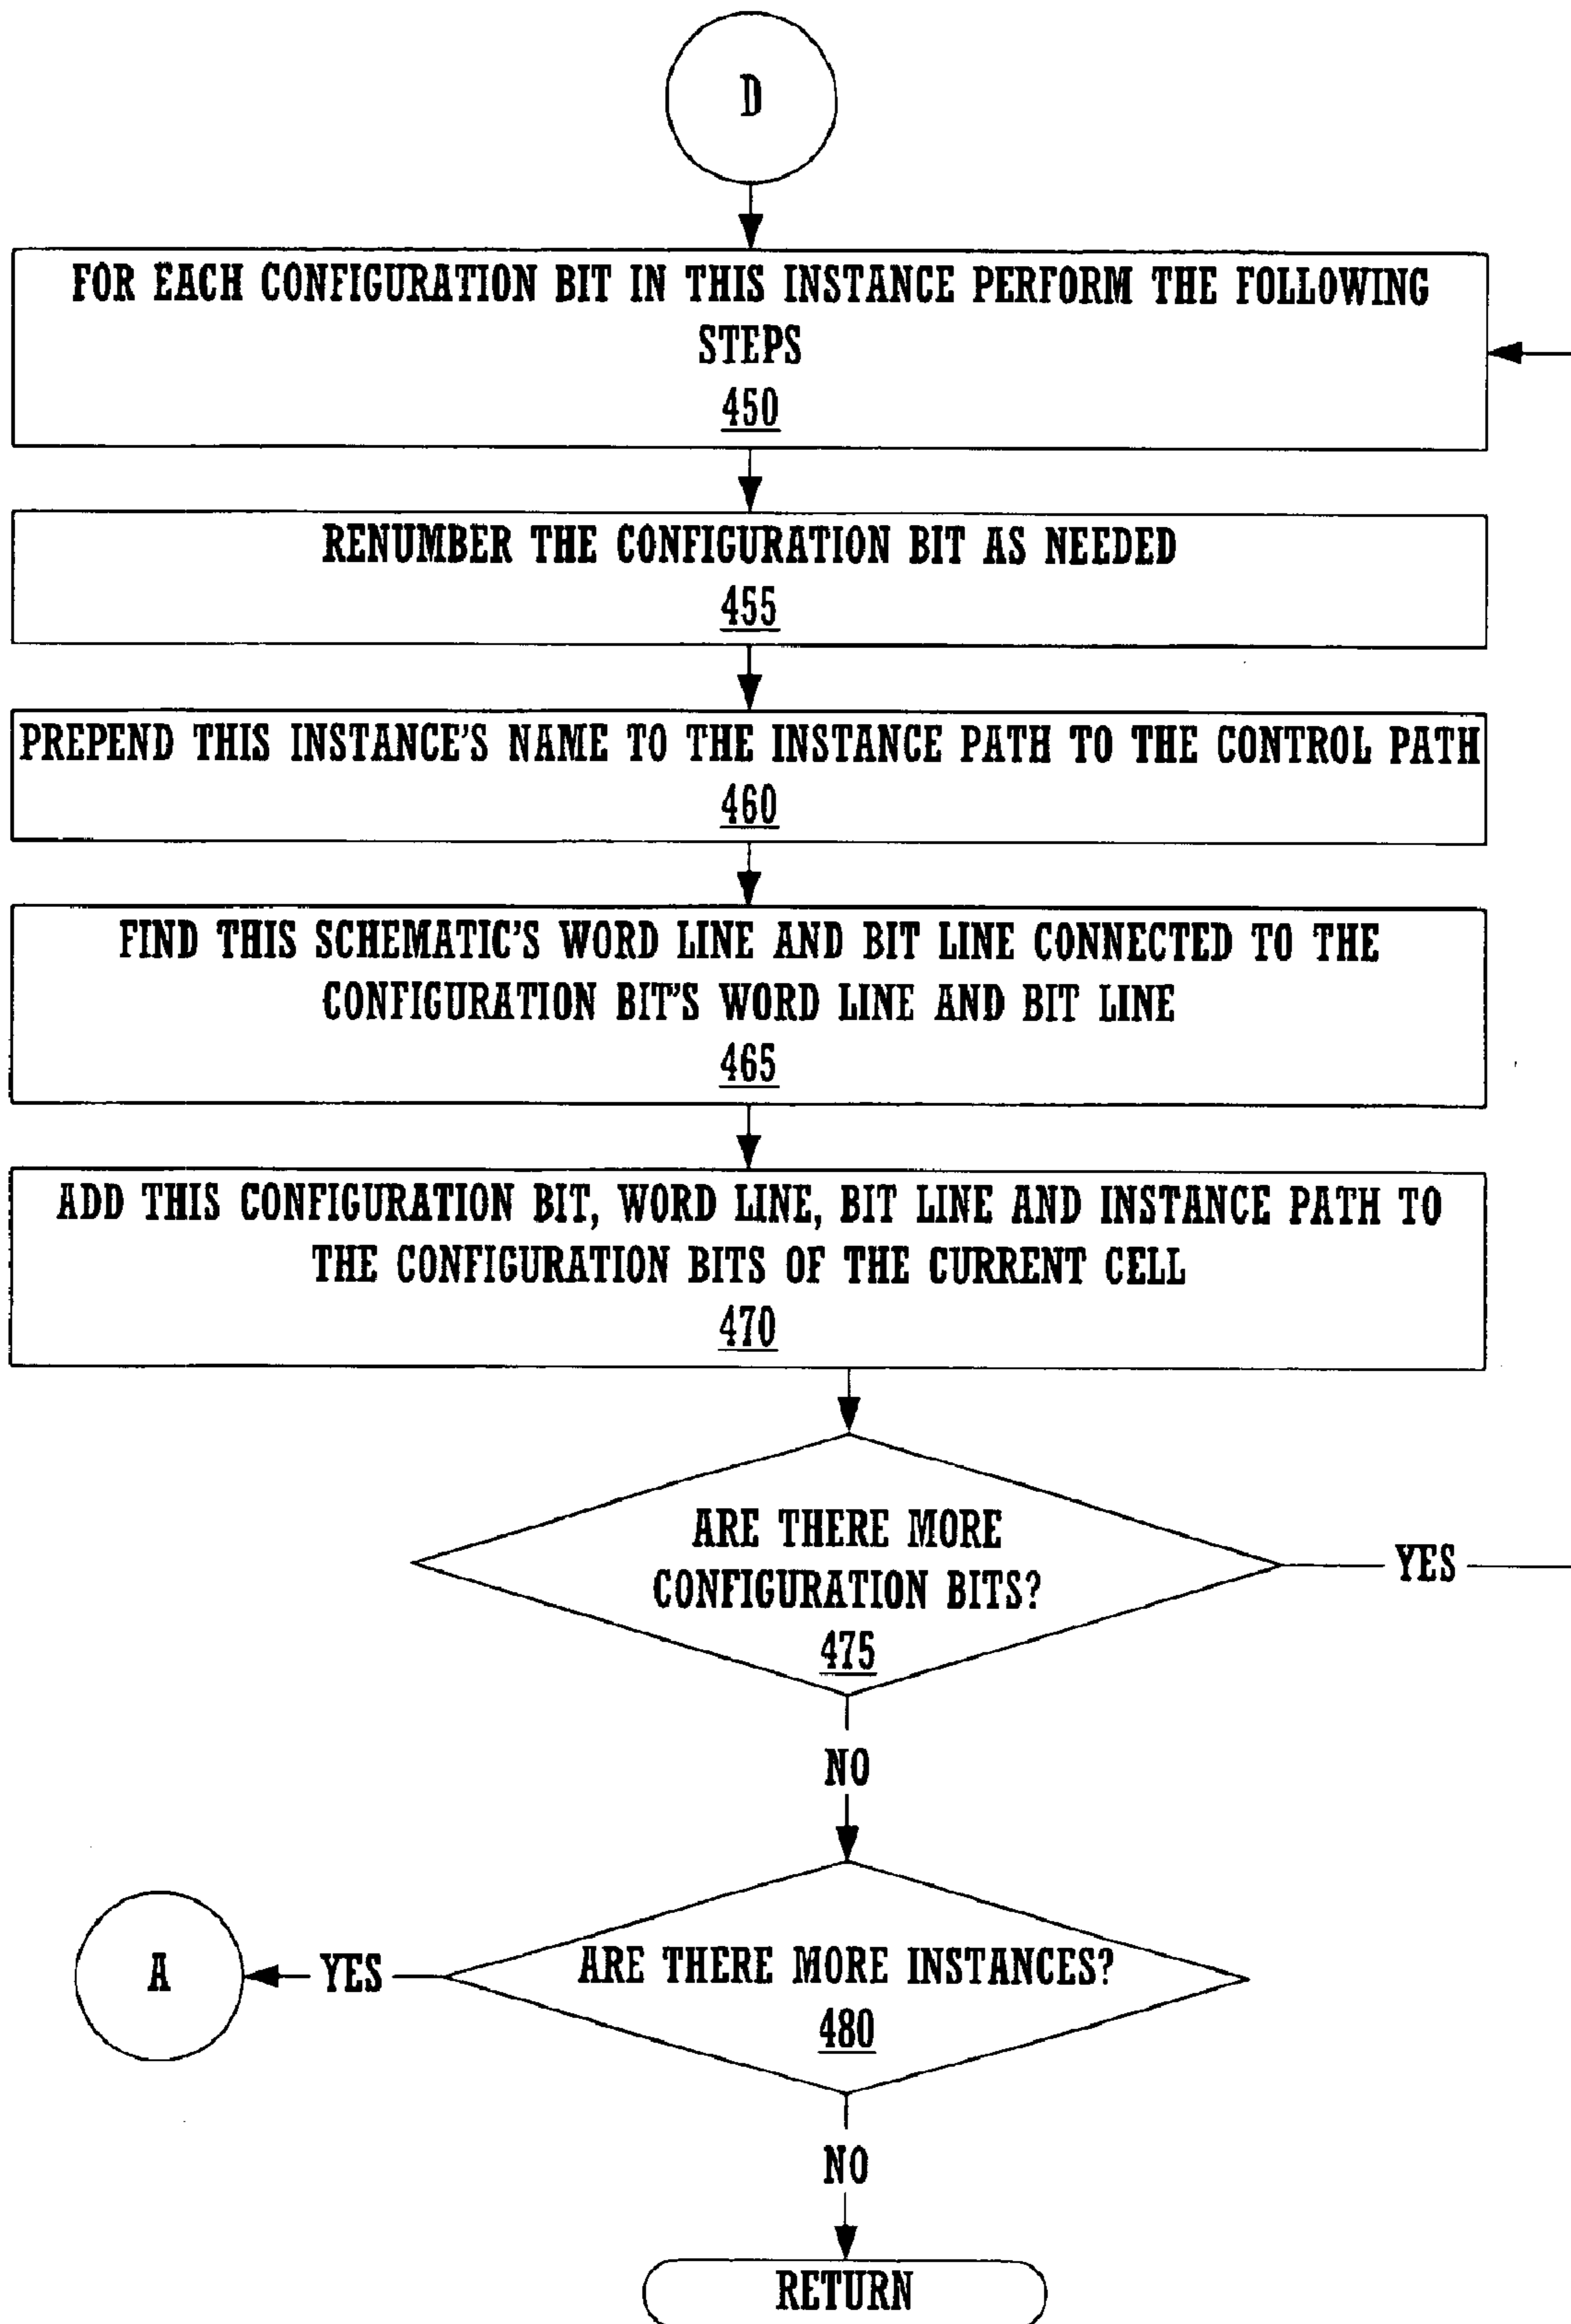 D
FOR EACH CONFIGURATION BIT IN THIS INSTANCE PERFORM THE FOLLOWING
STEPS
450
RENUMBER THE CONFIGURATION BIT AS NEEDED
455
PREPEND THIS INSTANCE'S NAME TO THE INSTANCE PATH TO THE CONTROL PATH
460
FIND THIS SCHEMATIC'S WORD LINE AND BIT LINE CONNECTED TO THE
CONFIGURATION BIT'S WORD LINE AND BIT LINE
465
ADD THIS CONFIGURATION BIT, WORD LINE, BIT LINE AND INSTANCE PATH TO
THE CONFIGURATION BITS OF THE CURRENT CELL
470
ARE THERE MORE
CONFIGURATION BITS?
475
YES
NO
A
YES
ARE THERE MORE INSTANCES?
480
NO
RETURN